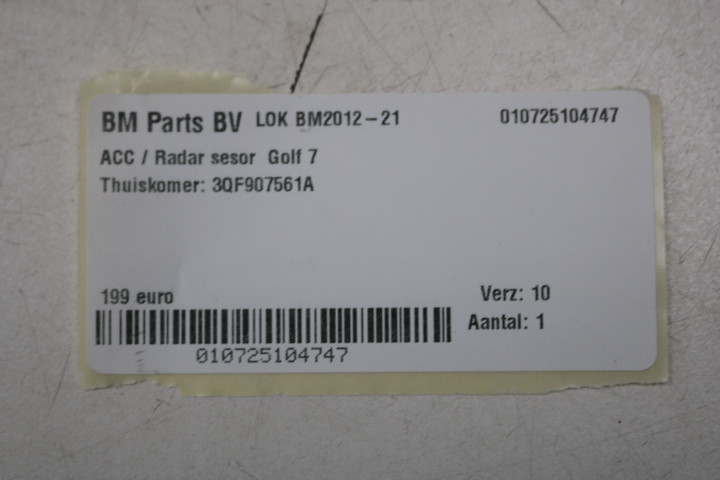 BM Parts BV LOK BM2012-21 010725104747
ACC / Radar sesor Golf 7
Thuiskomer: 3QF907561A
199 euro Verz: 10
Aantal: 1
010725104747